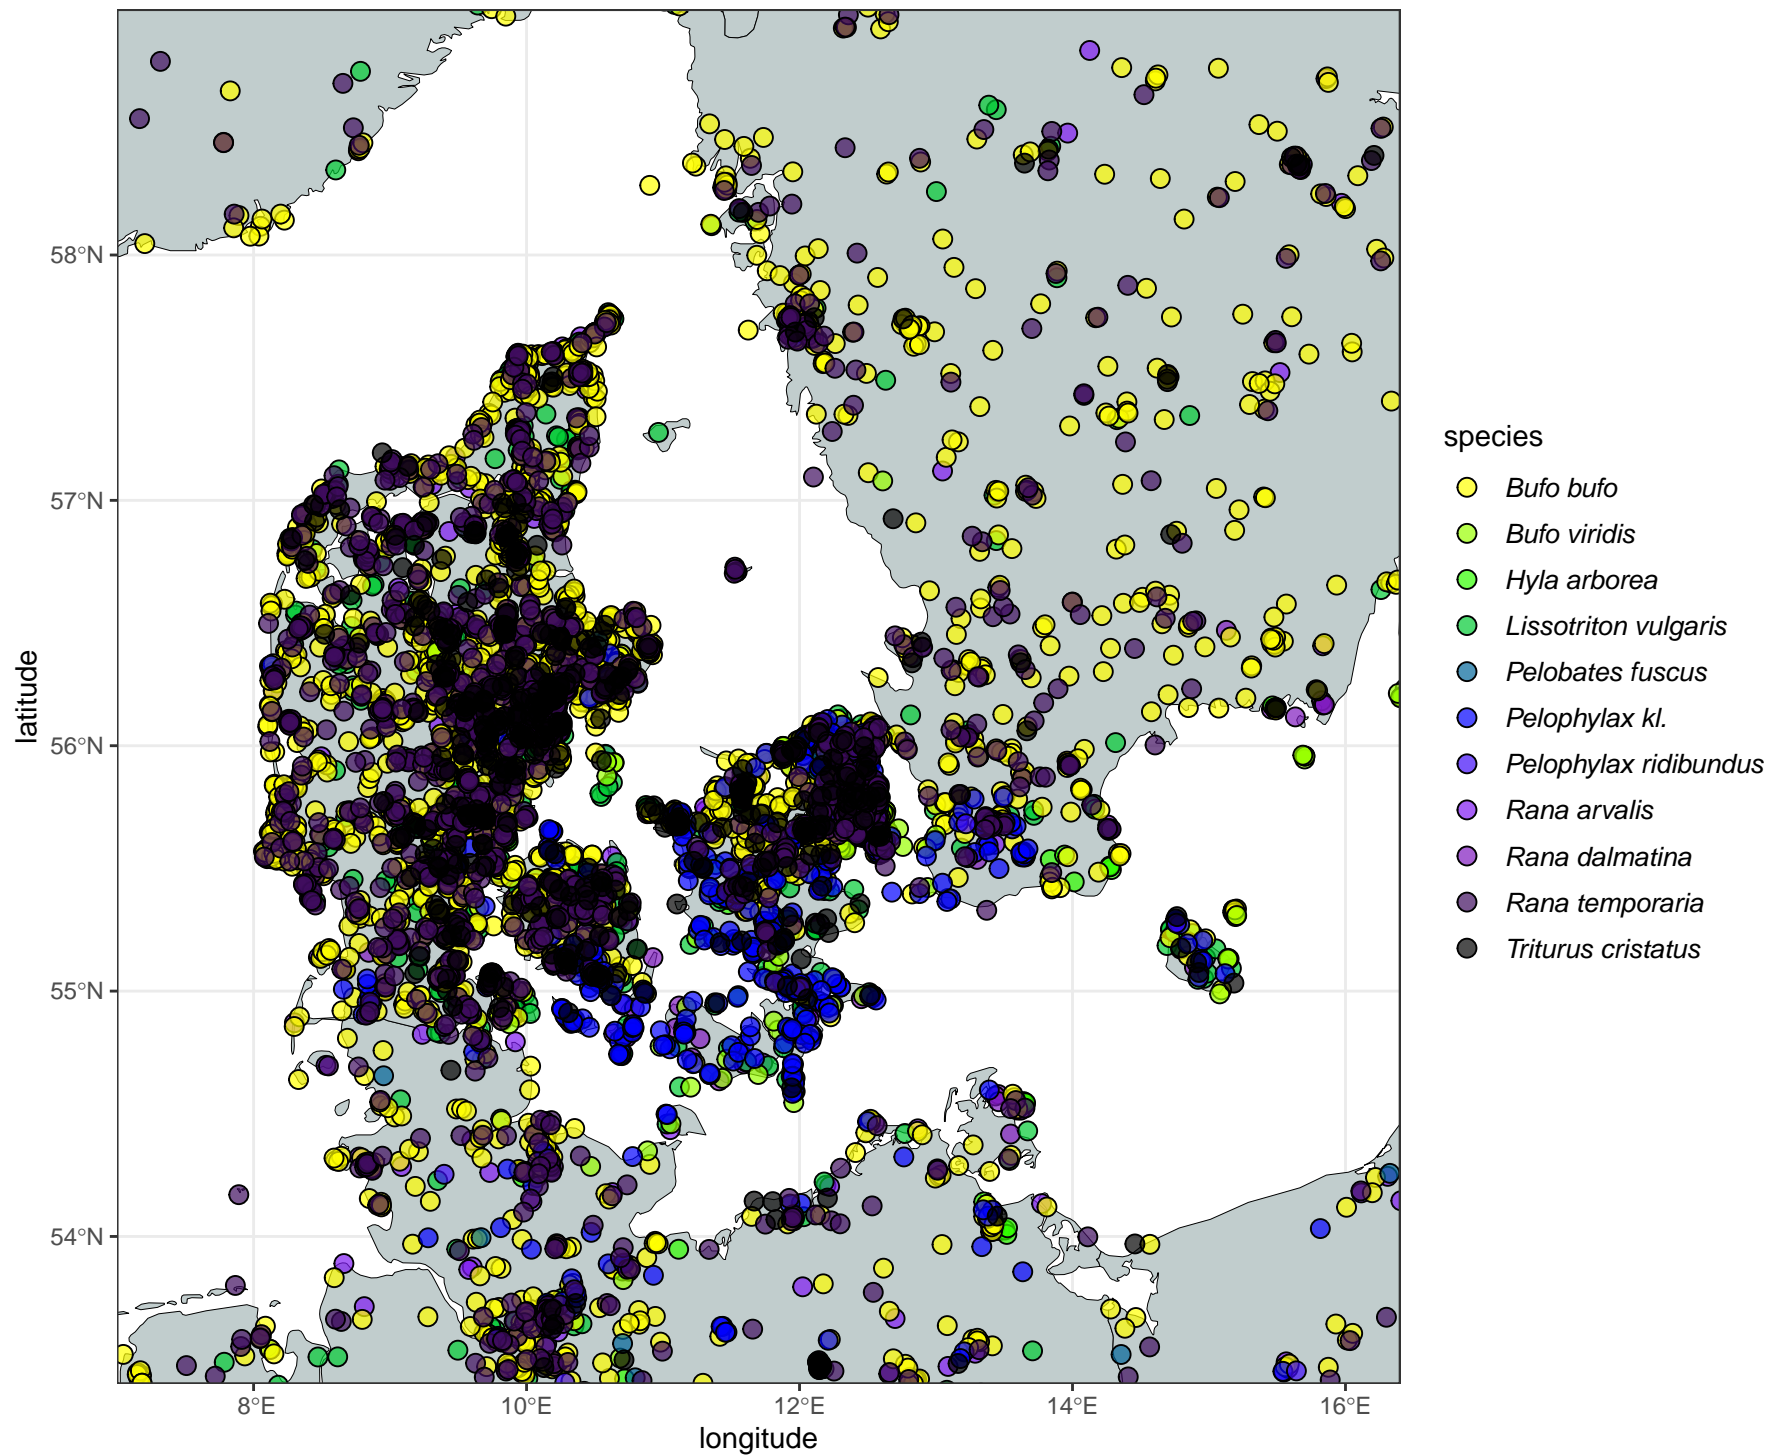 58°N
57°N
56°N
55°N
54°N
8°E
10°E
12°E
14°E
16°E
longitude
latitude
species
Bufo bufo
Bufo viridis
Hyla arborea
Lissotriton vulgaris
Pelobates fuscus
Pelophylax kl.
Pelophylax ridibundus
Rana arvalis
Rana dalmatina
Rana temporaria
Triturus cristatus